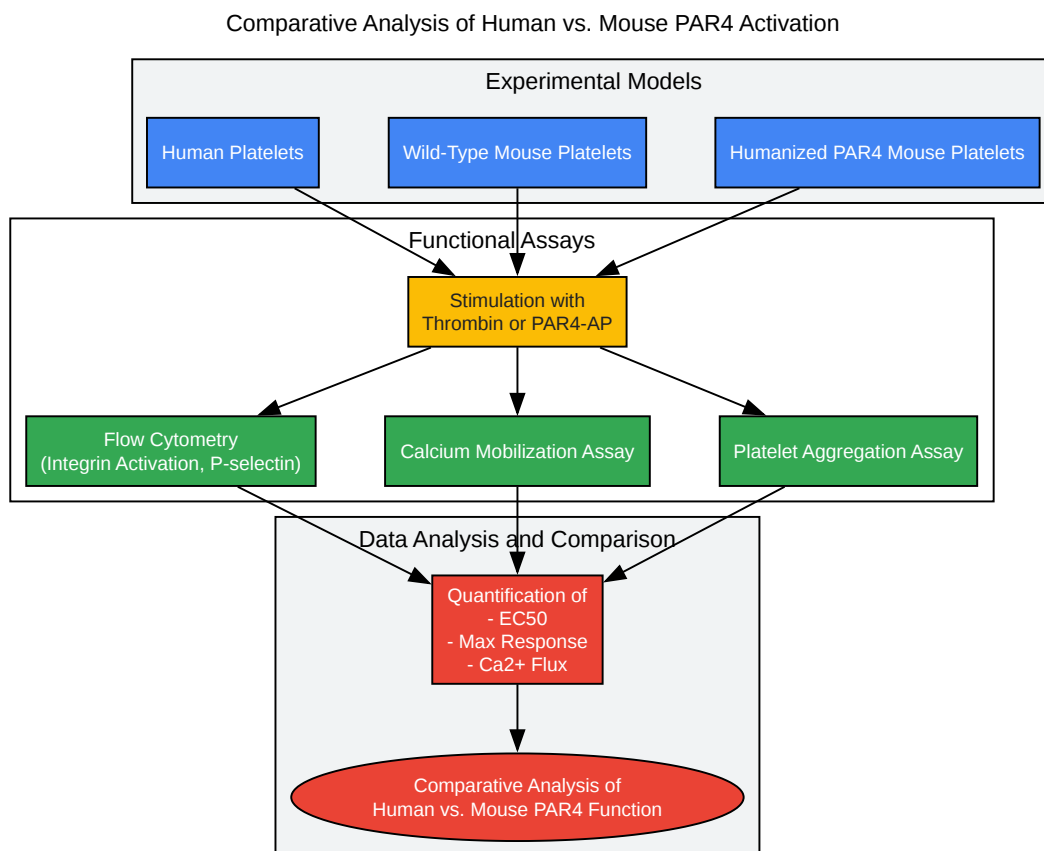 Comparative Analysis of Human vs. Mouse PAR4 Activation
Experimental Models
Human Platelets
Wild-Type Mouse Platelets
Humanized PAR4 Mouse Platelets
Functional Assays
Stimulation with
Thrombin or PAR4-AP
Flow Cytometry
(Integrin Activation, P-selectin)
Calcium Mobilization Assay
Platelet Aggregation Assay
Data Analysis and Comparison
Quantification of
- EC50
- Max Response
- Ca2+ Flux
Comparative Analysis of
Human vs. Mouse PAR4 Function